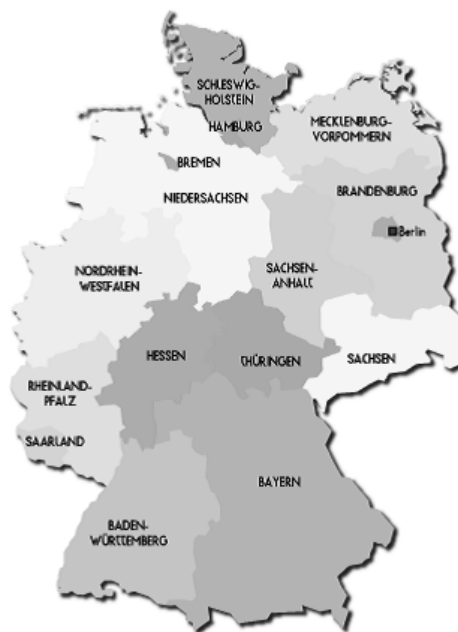 SCHLESWIG-
HOLSTEIN
HAMBURG
MECKLENBURG-
VORPOMMERN
BREMEN
NIEDERSACHSEN
BRANDENBURG
Berlin
SACHSEN-
ANHALT
NORDRHEIN-
WESTFALEN
HESSEN
THÜRINGEN
SACHSEN
RHEINLAND-
PFALZ
SAARLAND
BAYERN
BADEN-
WÜRTTEMBERG